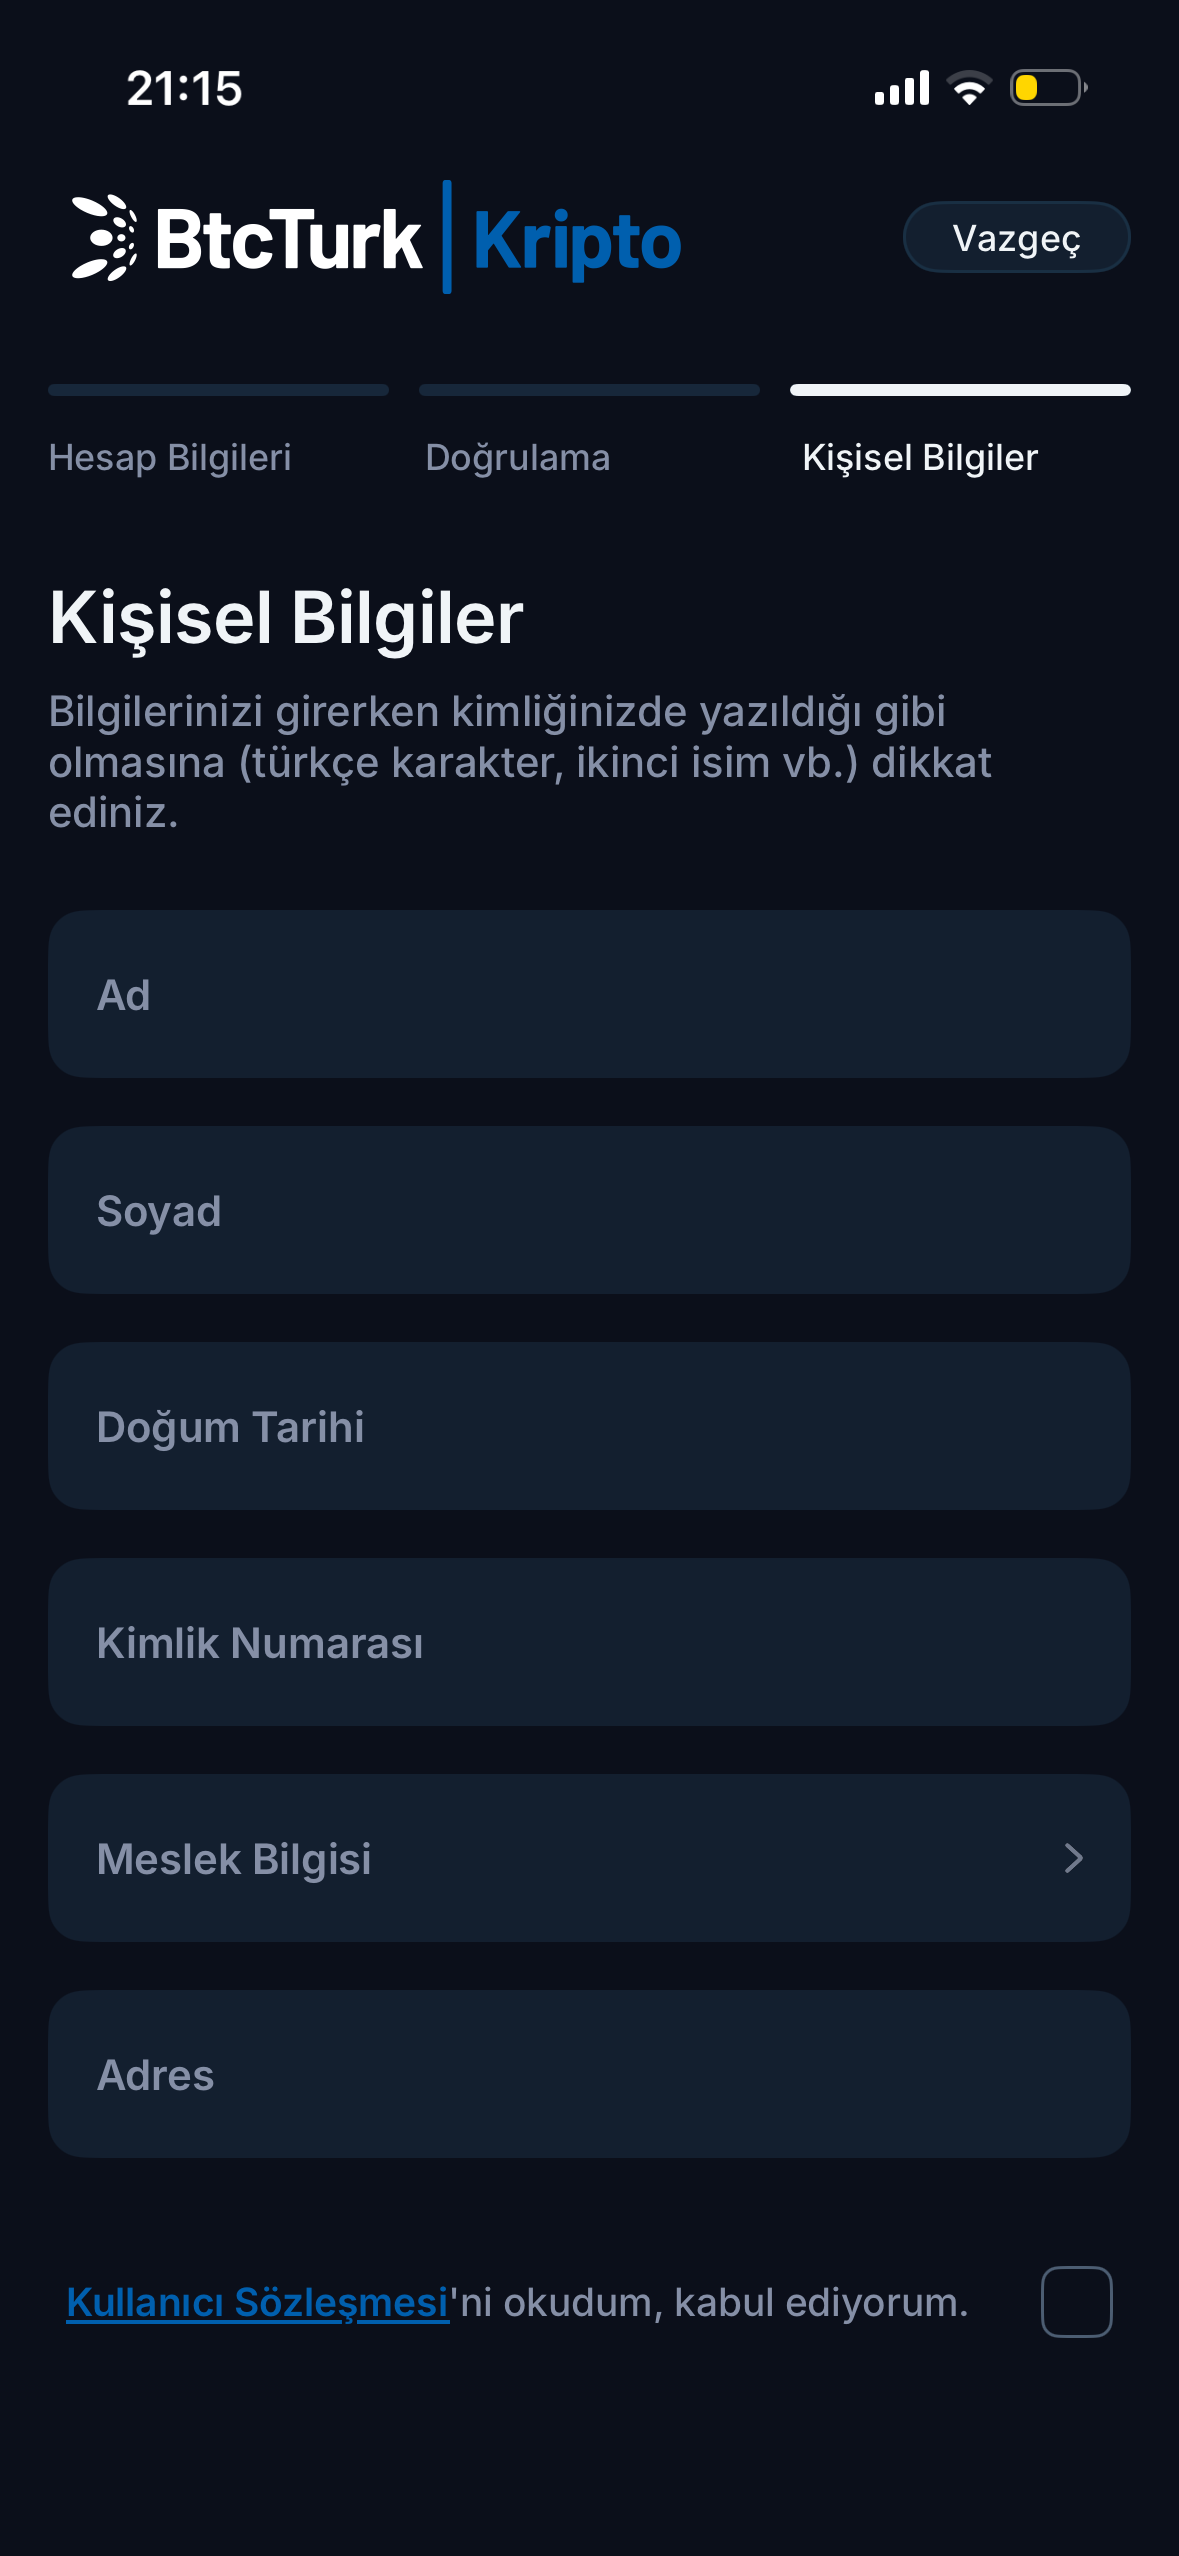 21:15
BtcTurk | Kripto
Vazgeç
Hesap Bilgileri
Doğrulama
Kişisel Bilgiler
Kişisel Bilgiler
Bilgilerinizi girerken kimliğinizde yazıldığı gibi
olmasına (türkçe karakter, ikinci isim vb.) dikkat
ediniz.
Ad
Soyad
Doğum Tarihi
Kimlik Numarası
Meslek Bilgisi
Adres
Kullanıcı Sözleşmesi'ni okudum, kabul ediyorum.